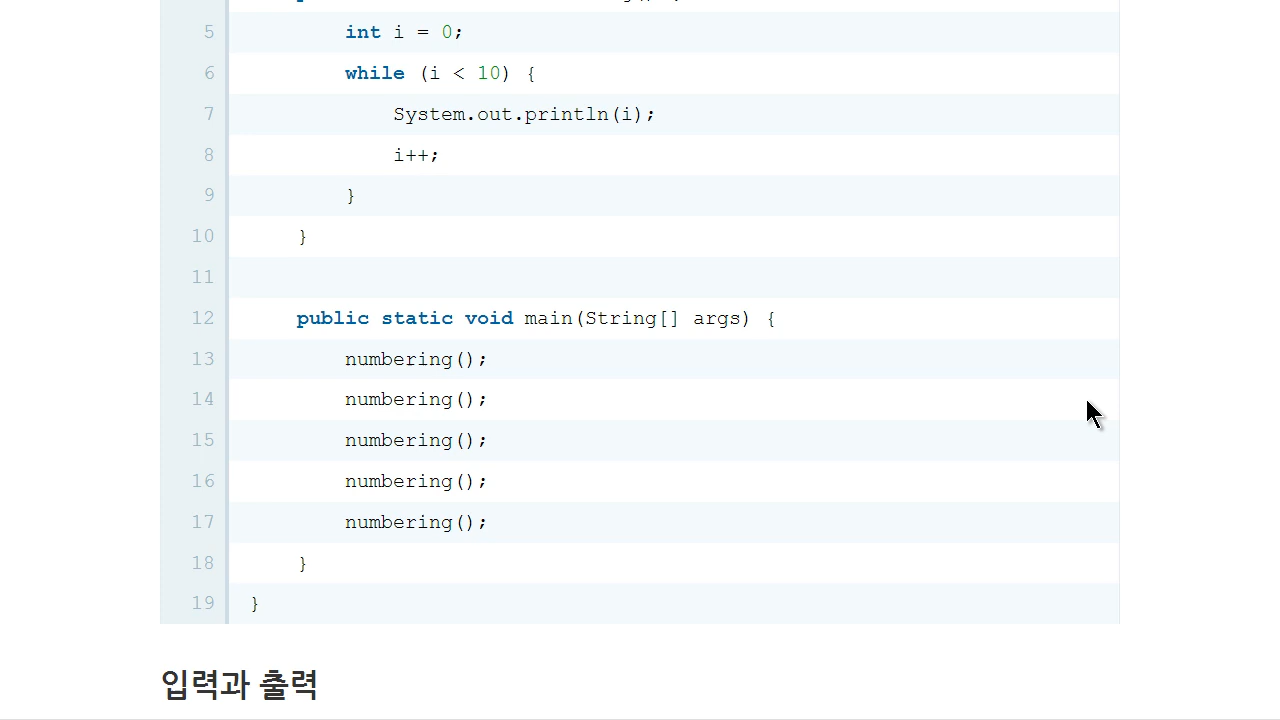 5 int i = 0;
6 while (i < 10) {
7 System.out.println(i);
8 i++;
9 }
10 }
11
12 public static void main(String[] args) {
13 numbering();
14 numbering();
15 numbering();
16 numbering();
17 numbering();
18 }
19 }
입력과 출력